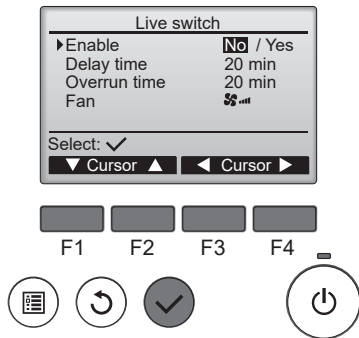 Live switch
Enable No / Yes
Delay time 20 min
Overrun time 20 min
Fan
Select:
▼ Cursor ▲ ◀ Cursor ▶
F1 F2 F3 F4